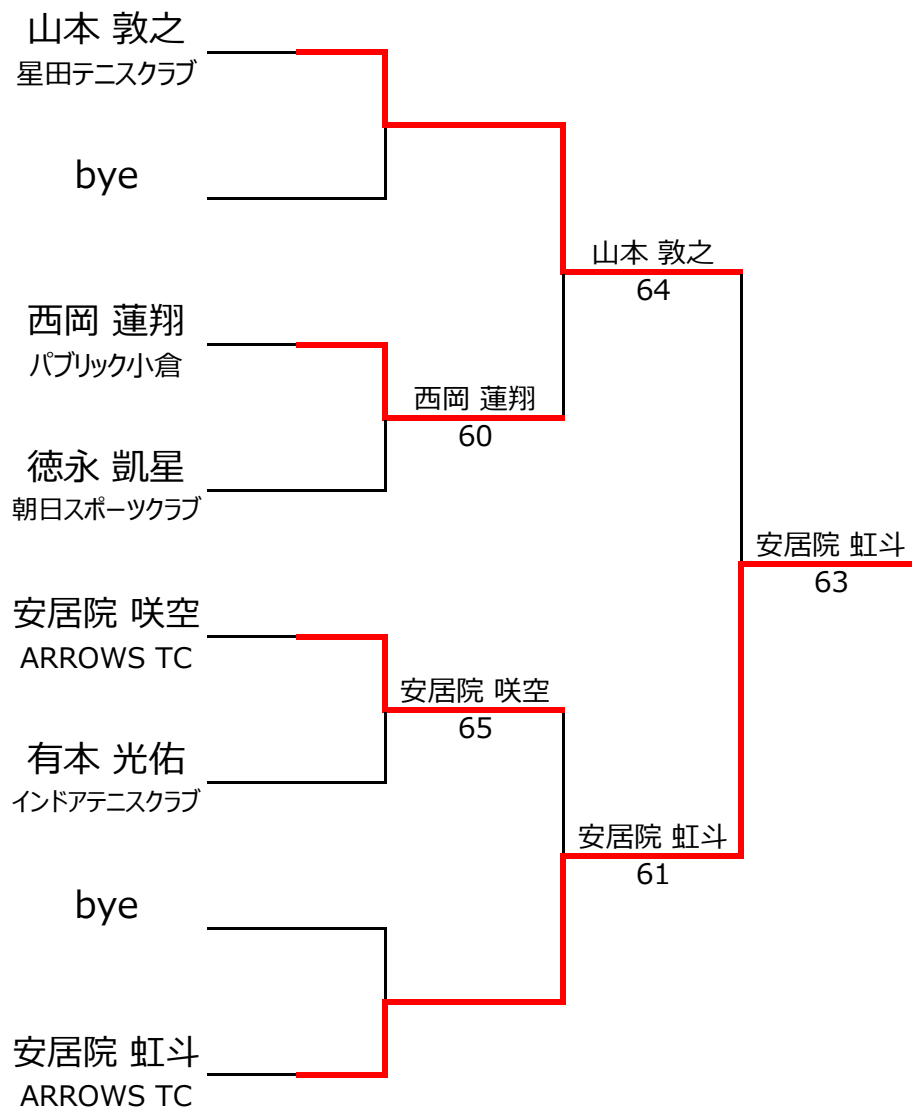 山本 敦之
星田テニスクラブ
bye
山本 敦之
64
西岡 蓮翔
パブリック小倉
西岡 蓮翔
60
徳永 凱星
朝日スポーツクラブ
安居院 虹斗
63
安居院 咲空
ARROWS TC
安居院 咲空
65
有本 光佑
インドアテニスクラブ
安居院 虹斗
61
bye
安居院 虹斗
ARROWS TC